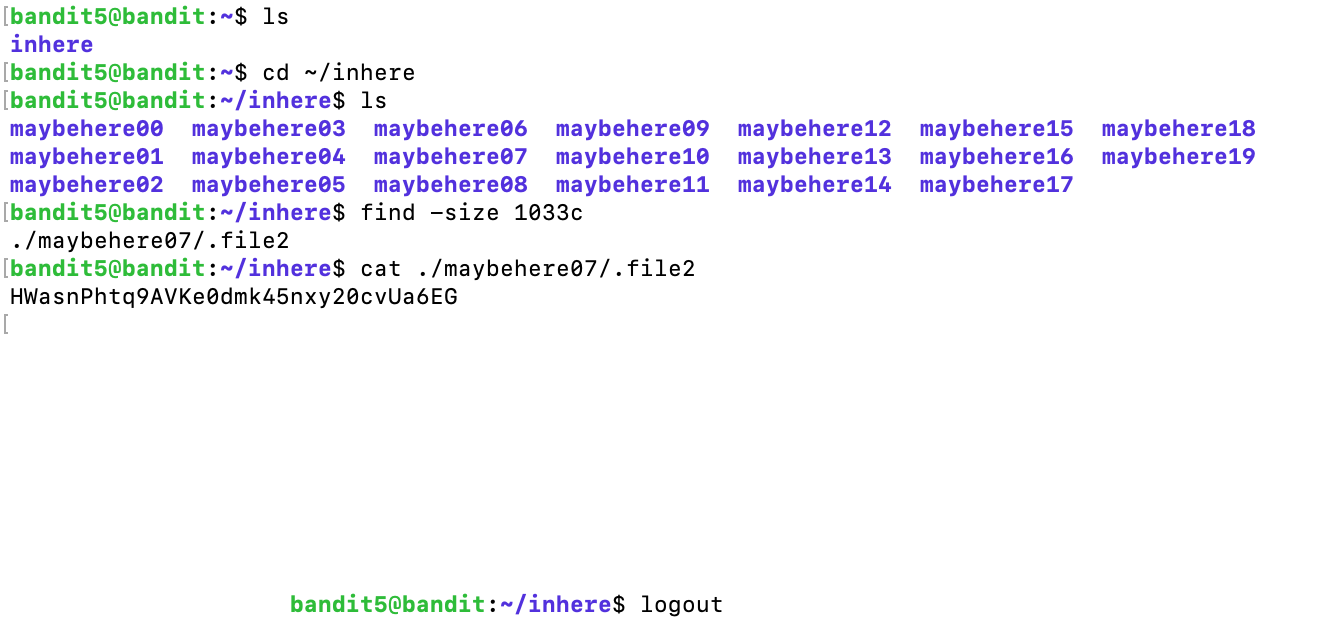 bandit5@bandit:~$ ls
inhere
bandit5@bandit:~$ cd ~/inhere
bandit5@bandit:~/inhere$ ls
maybehere00  maybehere03  maybehere06  maybehere09  maybehere12  maybehere15  maybehere18
maybehere01  maybehere04  maybehere07  maybehere10  maybehere13  maybehere16  maybehere19
maybehere02  maybehere05  maybehere08  maybehere11  maybehere14  maybehere17
bandit5@bandit:~/inhere$ find -size 1033c
./maybehere07/.file2
bandit5@bandit:~/inhere$ cat ./maybehere07/.file2
HWasnPhtq9AVKe0dmk45nxy20cvUa6EG
bandit5@bandit:~/inhere$ logout